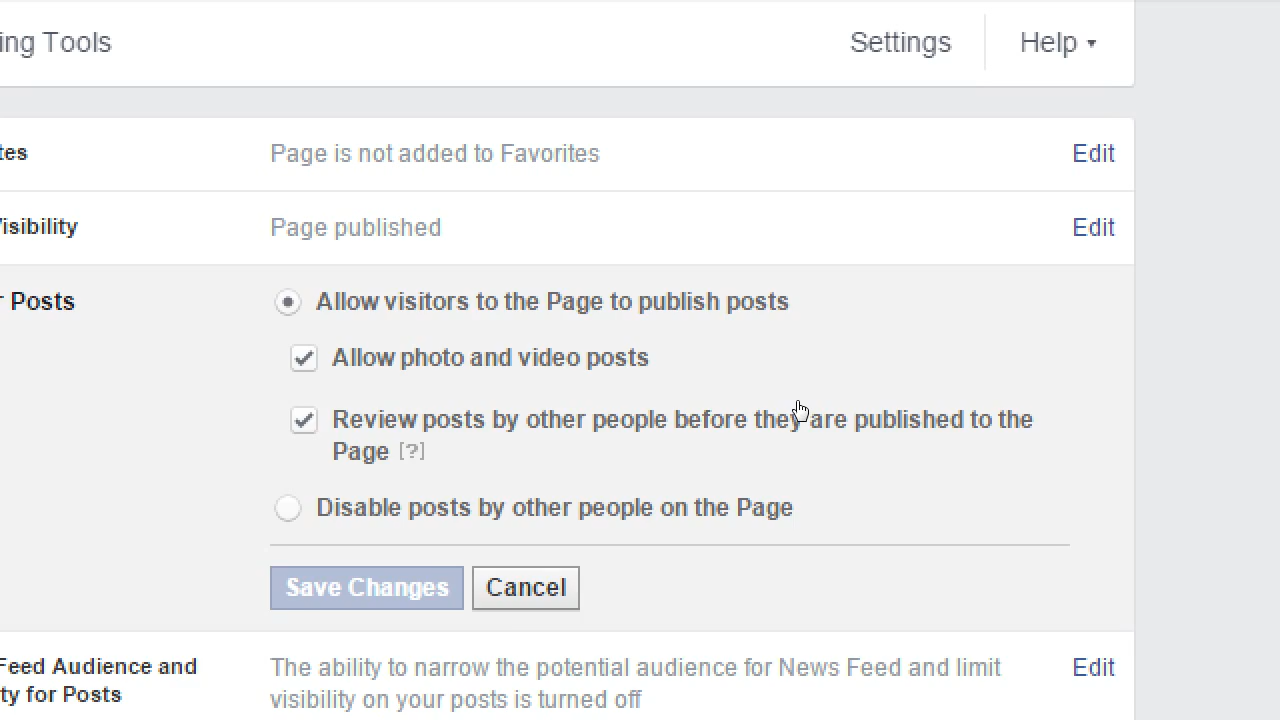 ing Tools
Settings
Help
tes
Page is not added to Favorites
Edit
Visibility
Page published
Edit
r Posts
Allow visitors to the Page to publish posts
Allow photo and video posts
Review posts by other people before they are published to the
Page [?]
Disable posts by other people on the Page
Save Changes
Cancel
Feed Audience and
ty for Posts
The ability to narrow the potential audience for News Feed and limit
visibility on your posts is turned off
Edit